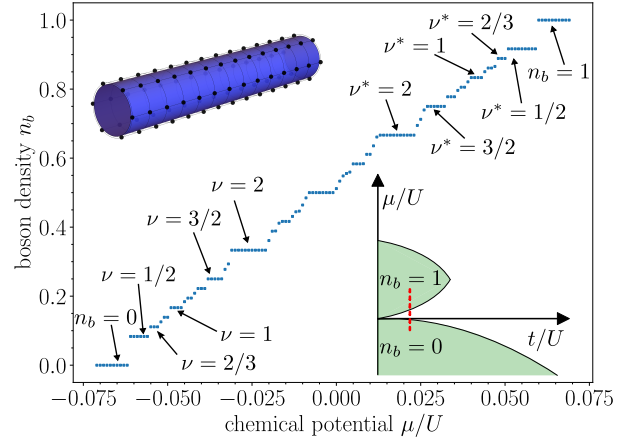 1.0
0.8
0.6
0.4
0.2
0.0
boson density n_b
ν* = 2/3
ν* = 1
n_b = 1
ν* = 2
ν* = 1/2
ν* = 3/2
ν = 2
ν = 3/2
ν = 1/2
n_b = 0
ν = 1
ν = 2/3
μ/U
n_b = 1
t/U
n_b = 0
−0.075 −0.050 −0.025 0.000 0.025 0.050 0.075
chemical potential μ/U